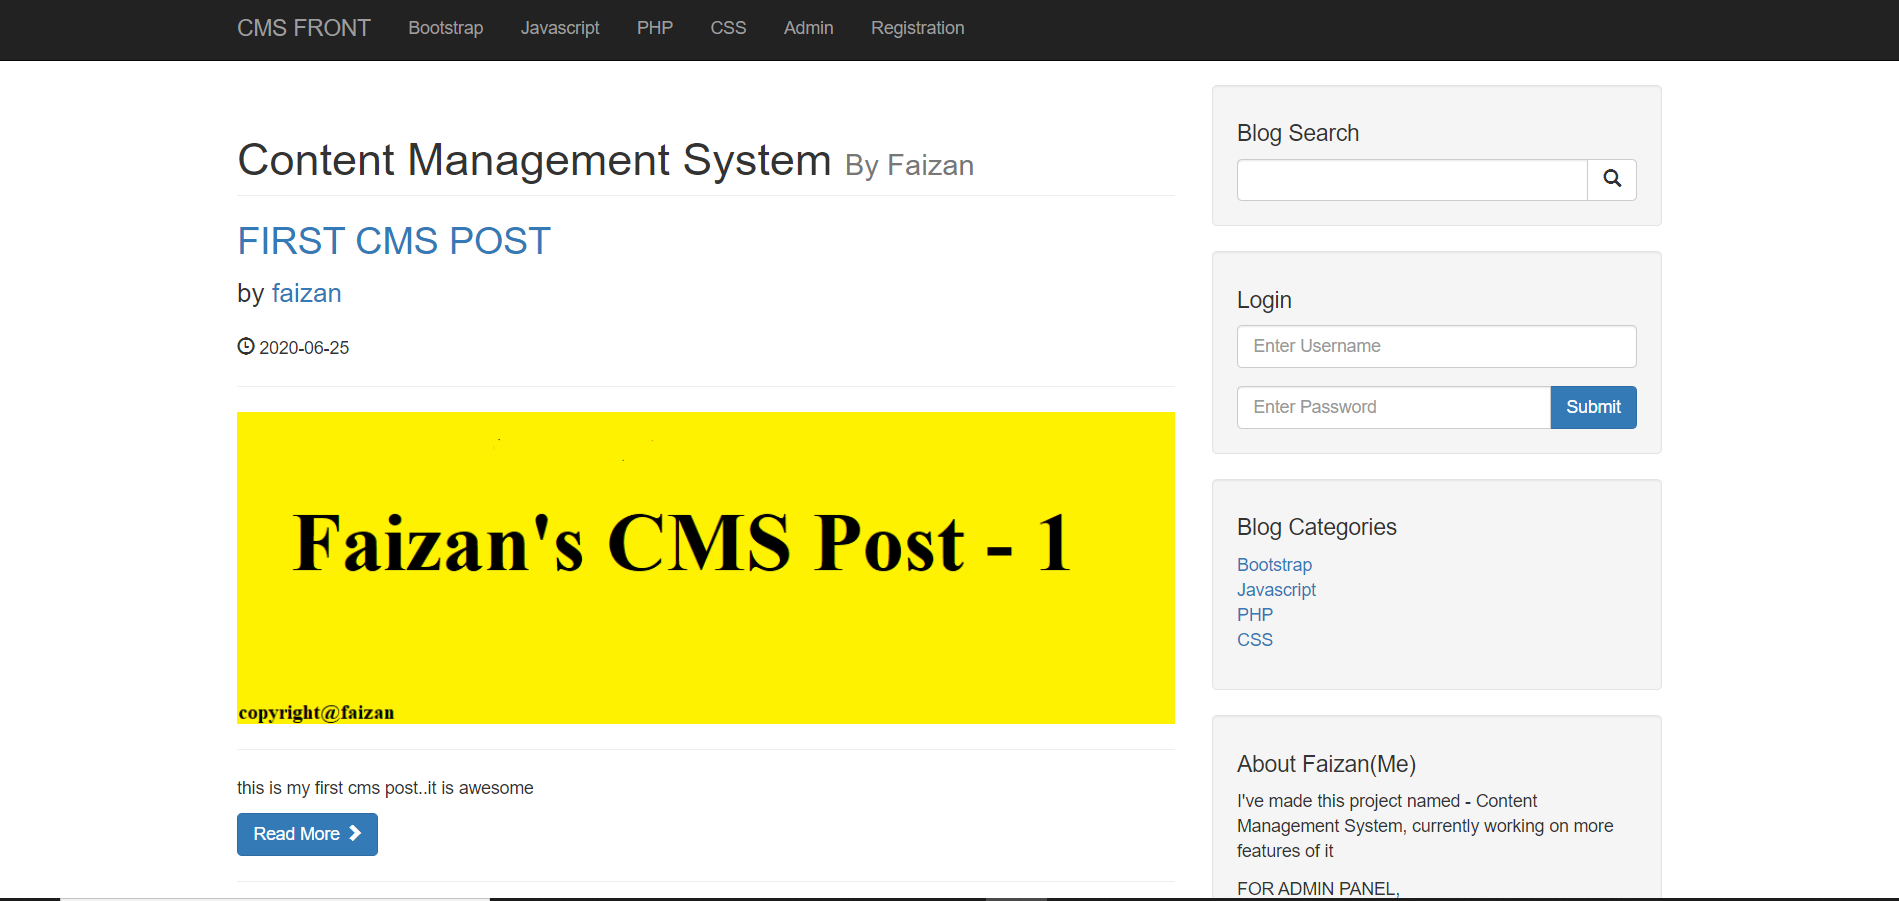 CMS FRONT Bootstrap Javascript PHP CSS Admin Registration
Content Management System By Faizan
FIRST CMS POST
by faizan
2020-06-25
Faizan's CMS Post - 1
copyright@faizan
this is my first cms post..it is awesome
Read More
Blog Search
Login
Enter Username
Enter Password Submit
Blog Categories
Bootstrap
Javascript
PHP
CSS
About Faizan(Me)
I've made this project named - Content
Management System, currently working on more
features of it
FOR ADMIN PANEL,